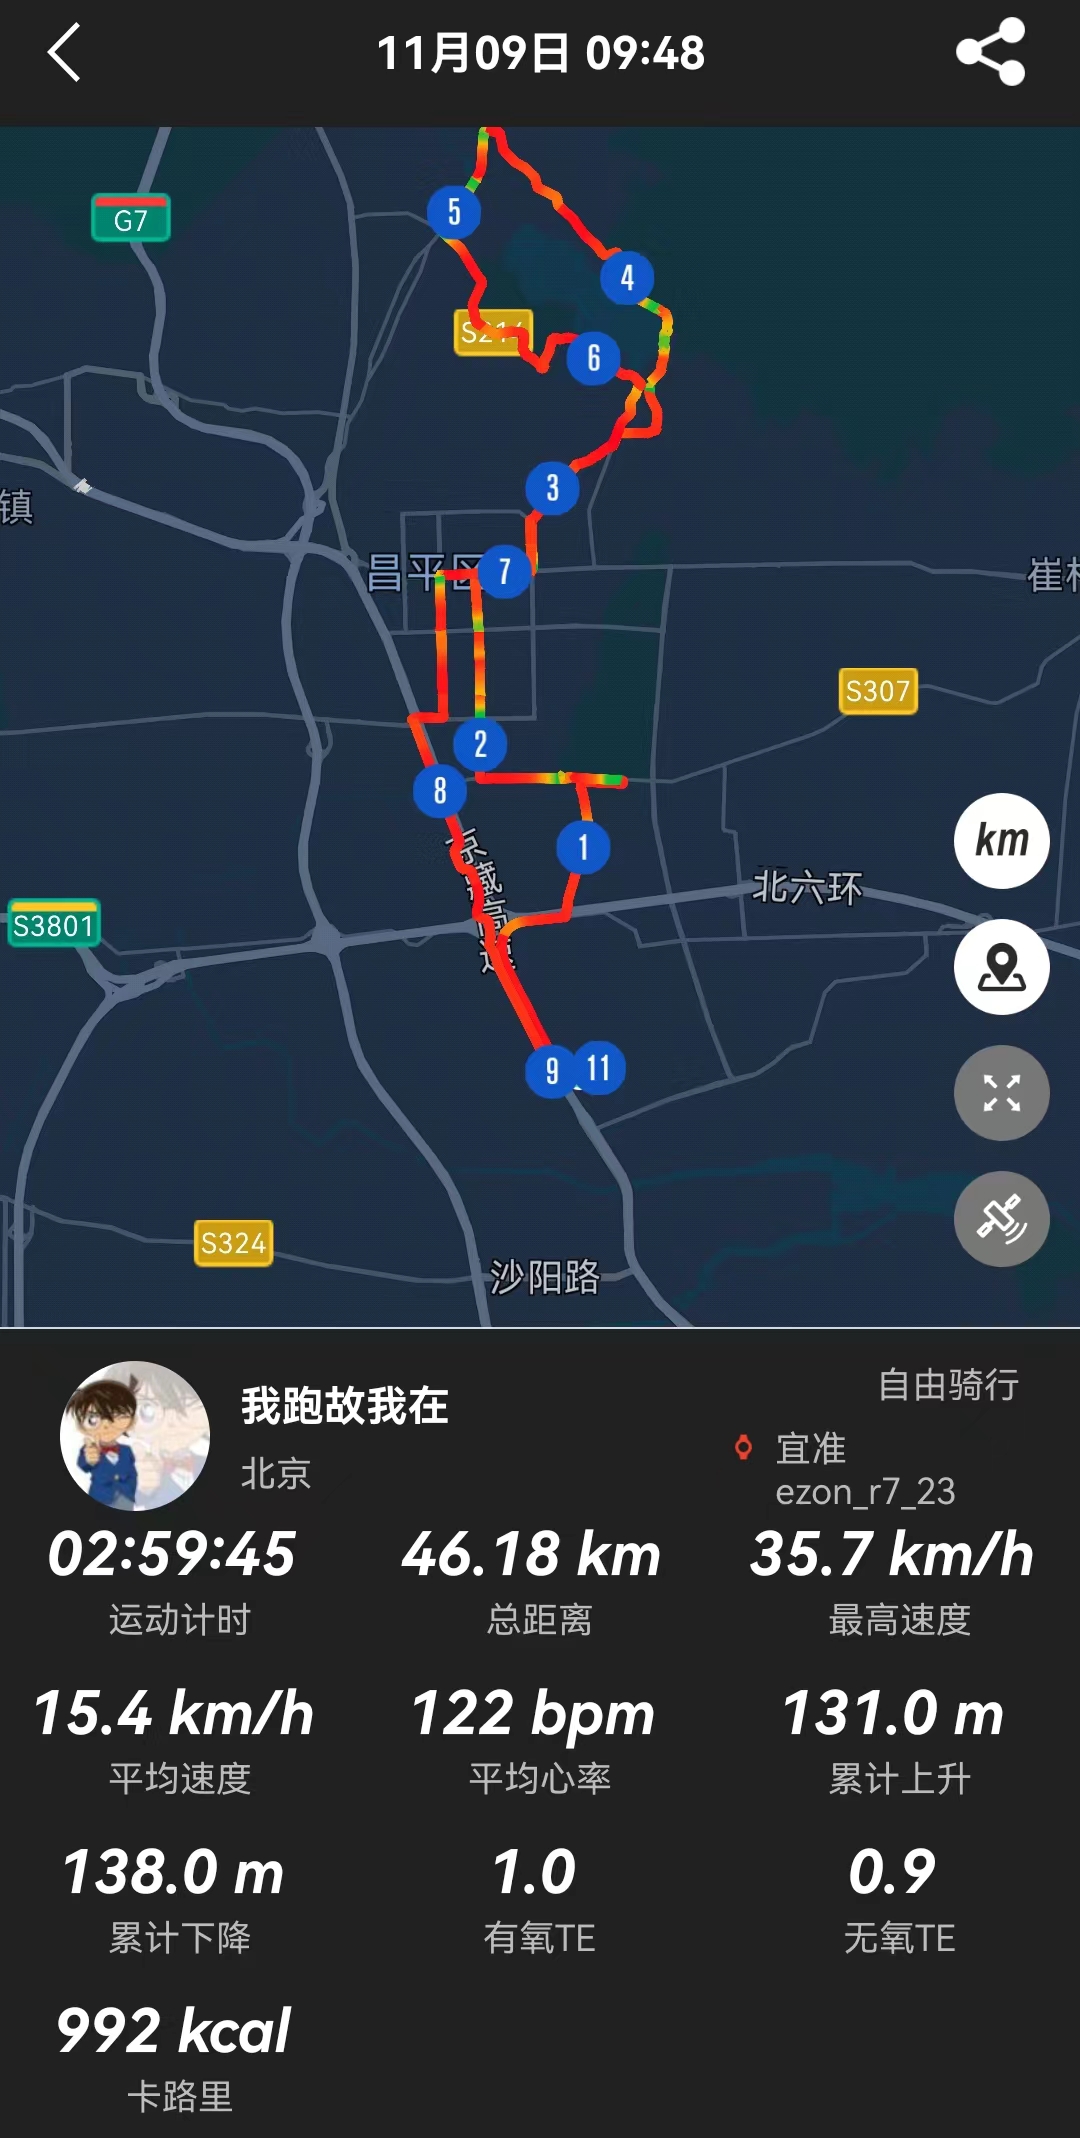 11月09日 09:48
G7
5
4
S214
6
3
镇
昌平区
7
崔村
S307
2
8
1
km
京藏高速
北六环
S3801
9
11
S324
沙阳路
我跑故我在
自由骑行
北京
宜准
ezon_r7_23
02:59:45
46.18 km
35.7 km/h
运动计时
总距离
最高速度
15.4 km/h
122 bpm
131.0 m
平均速度
平均心率
累计上升
138.0 m
1.0
0.9
累计下降
有氧TE
无氧TE
992 kcal
卡路里